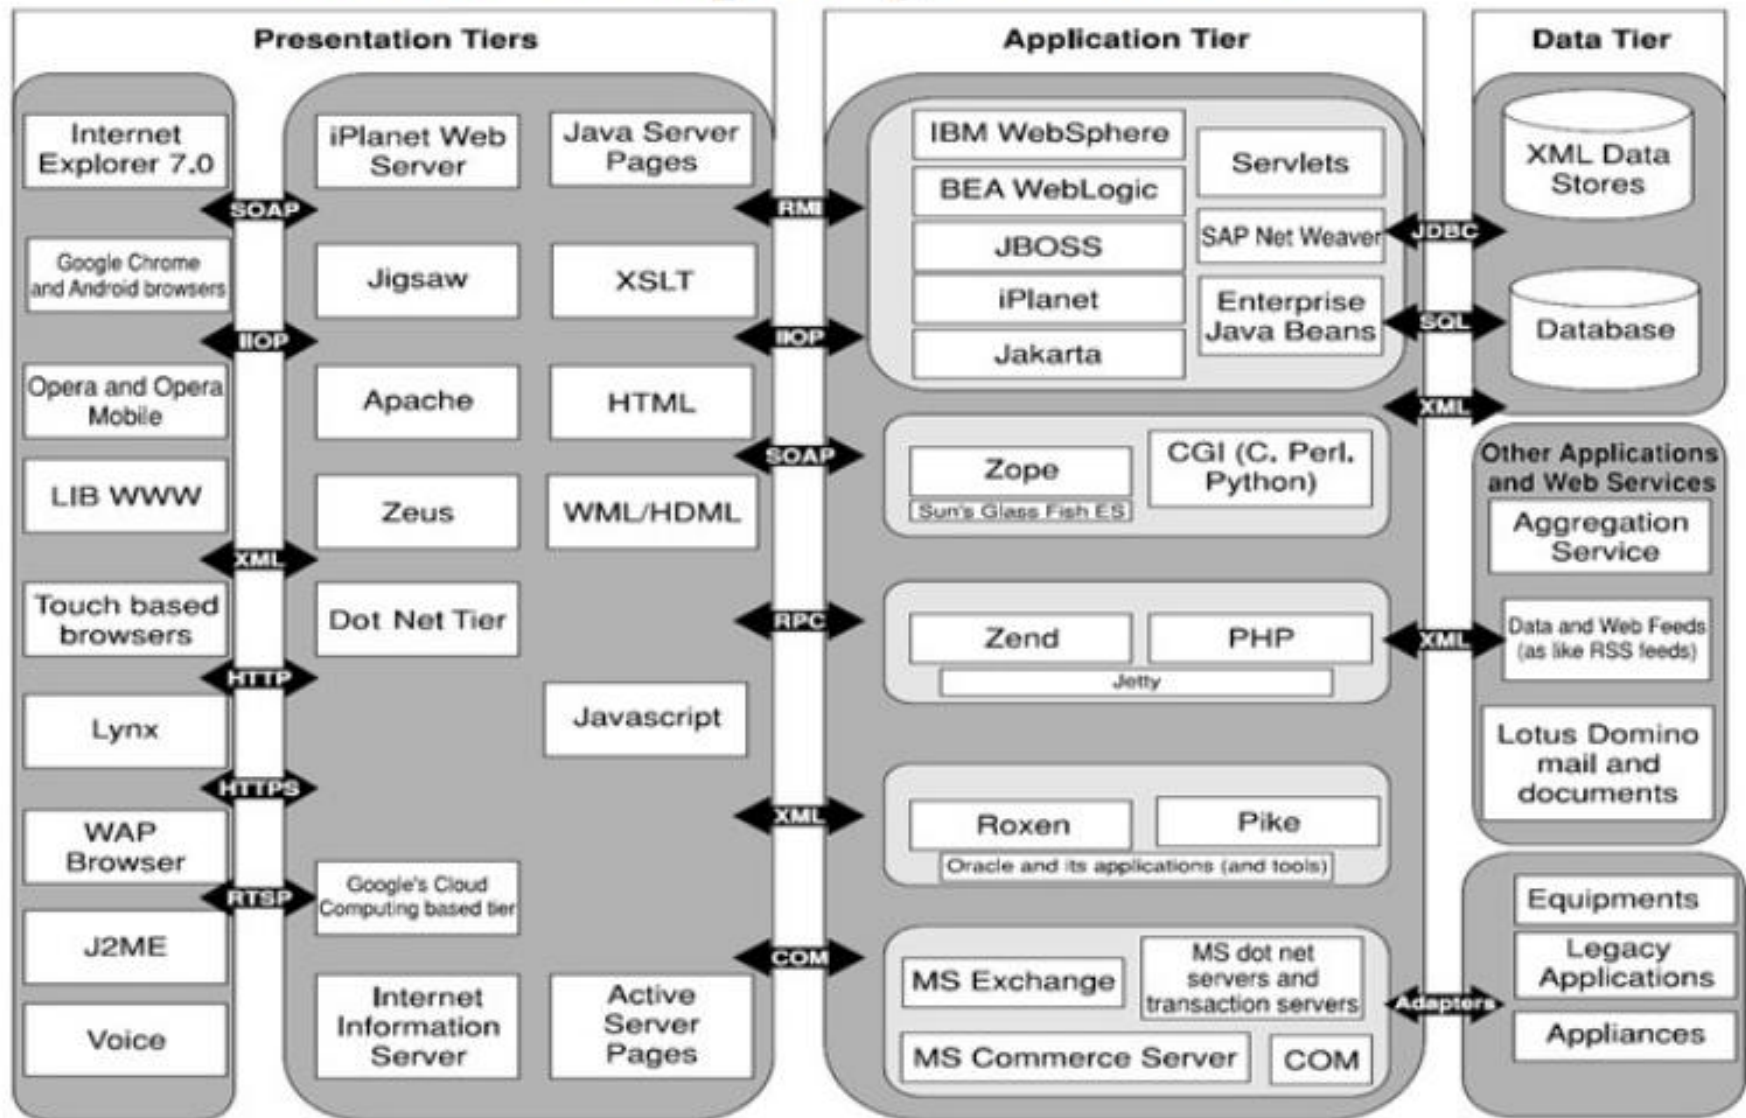 Presentation Tiers
Internet
Explorer 7.0
Google Chrome
and Android browsers
Opera and Opera
Mobile
LIB WWW
Touch based
browsers
Lynx
WAP
Browser
J2ME
Voice
SOAP
IIOP
XML
HTTP
HTTPS
RTSP
iPlanet Web
Server
Jigsaw
Apache
Zeus
Dot Net Tier
Google's Cloud
Computing based tier
Internet
Information
Server
Java Server
Pages
XSLT
HTML
WML/HDML
Javascript
Active
Server
Pages
RMI
IIOP
SOAP
RPC
XML
COM
Application Tier
IBM WebSphere
BEA WebLogic
JBOSS
iPlanet
Jakarta
Servlets
SAP Net Weaver
Enterprise
Java Beans
Zope
Sun's Glass Fish ES
CGI (C. Perl.
Python)
Zend
PHP
Jetty
Roxen
Pike
Oracle and its applications (and tools)
MS Exchange
MS dot net
servers and
transaction servers
MS Commerce Server
COM
JDBC
SQL
XML
XML
Adapters
Data Tier
XML Data
Stores
Database
Other Applications
and Web Services
Aggregation
Service
Data and Web Feeds
(as like RSS feeds)
Lotus Domino
mail and
documents
Equipments
Legacy
Applications
Appliances